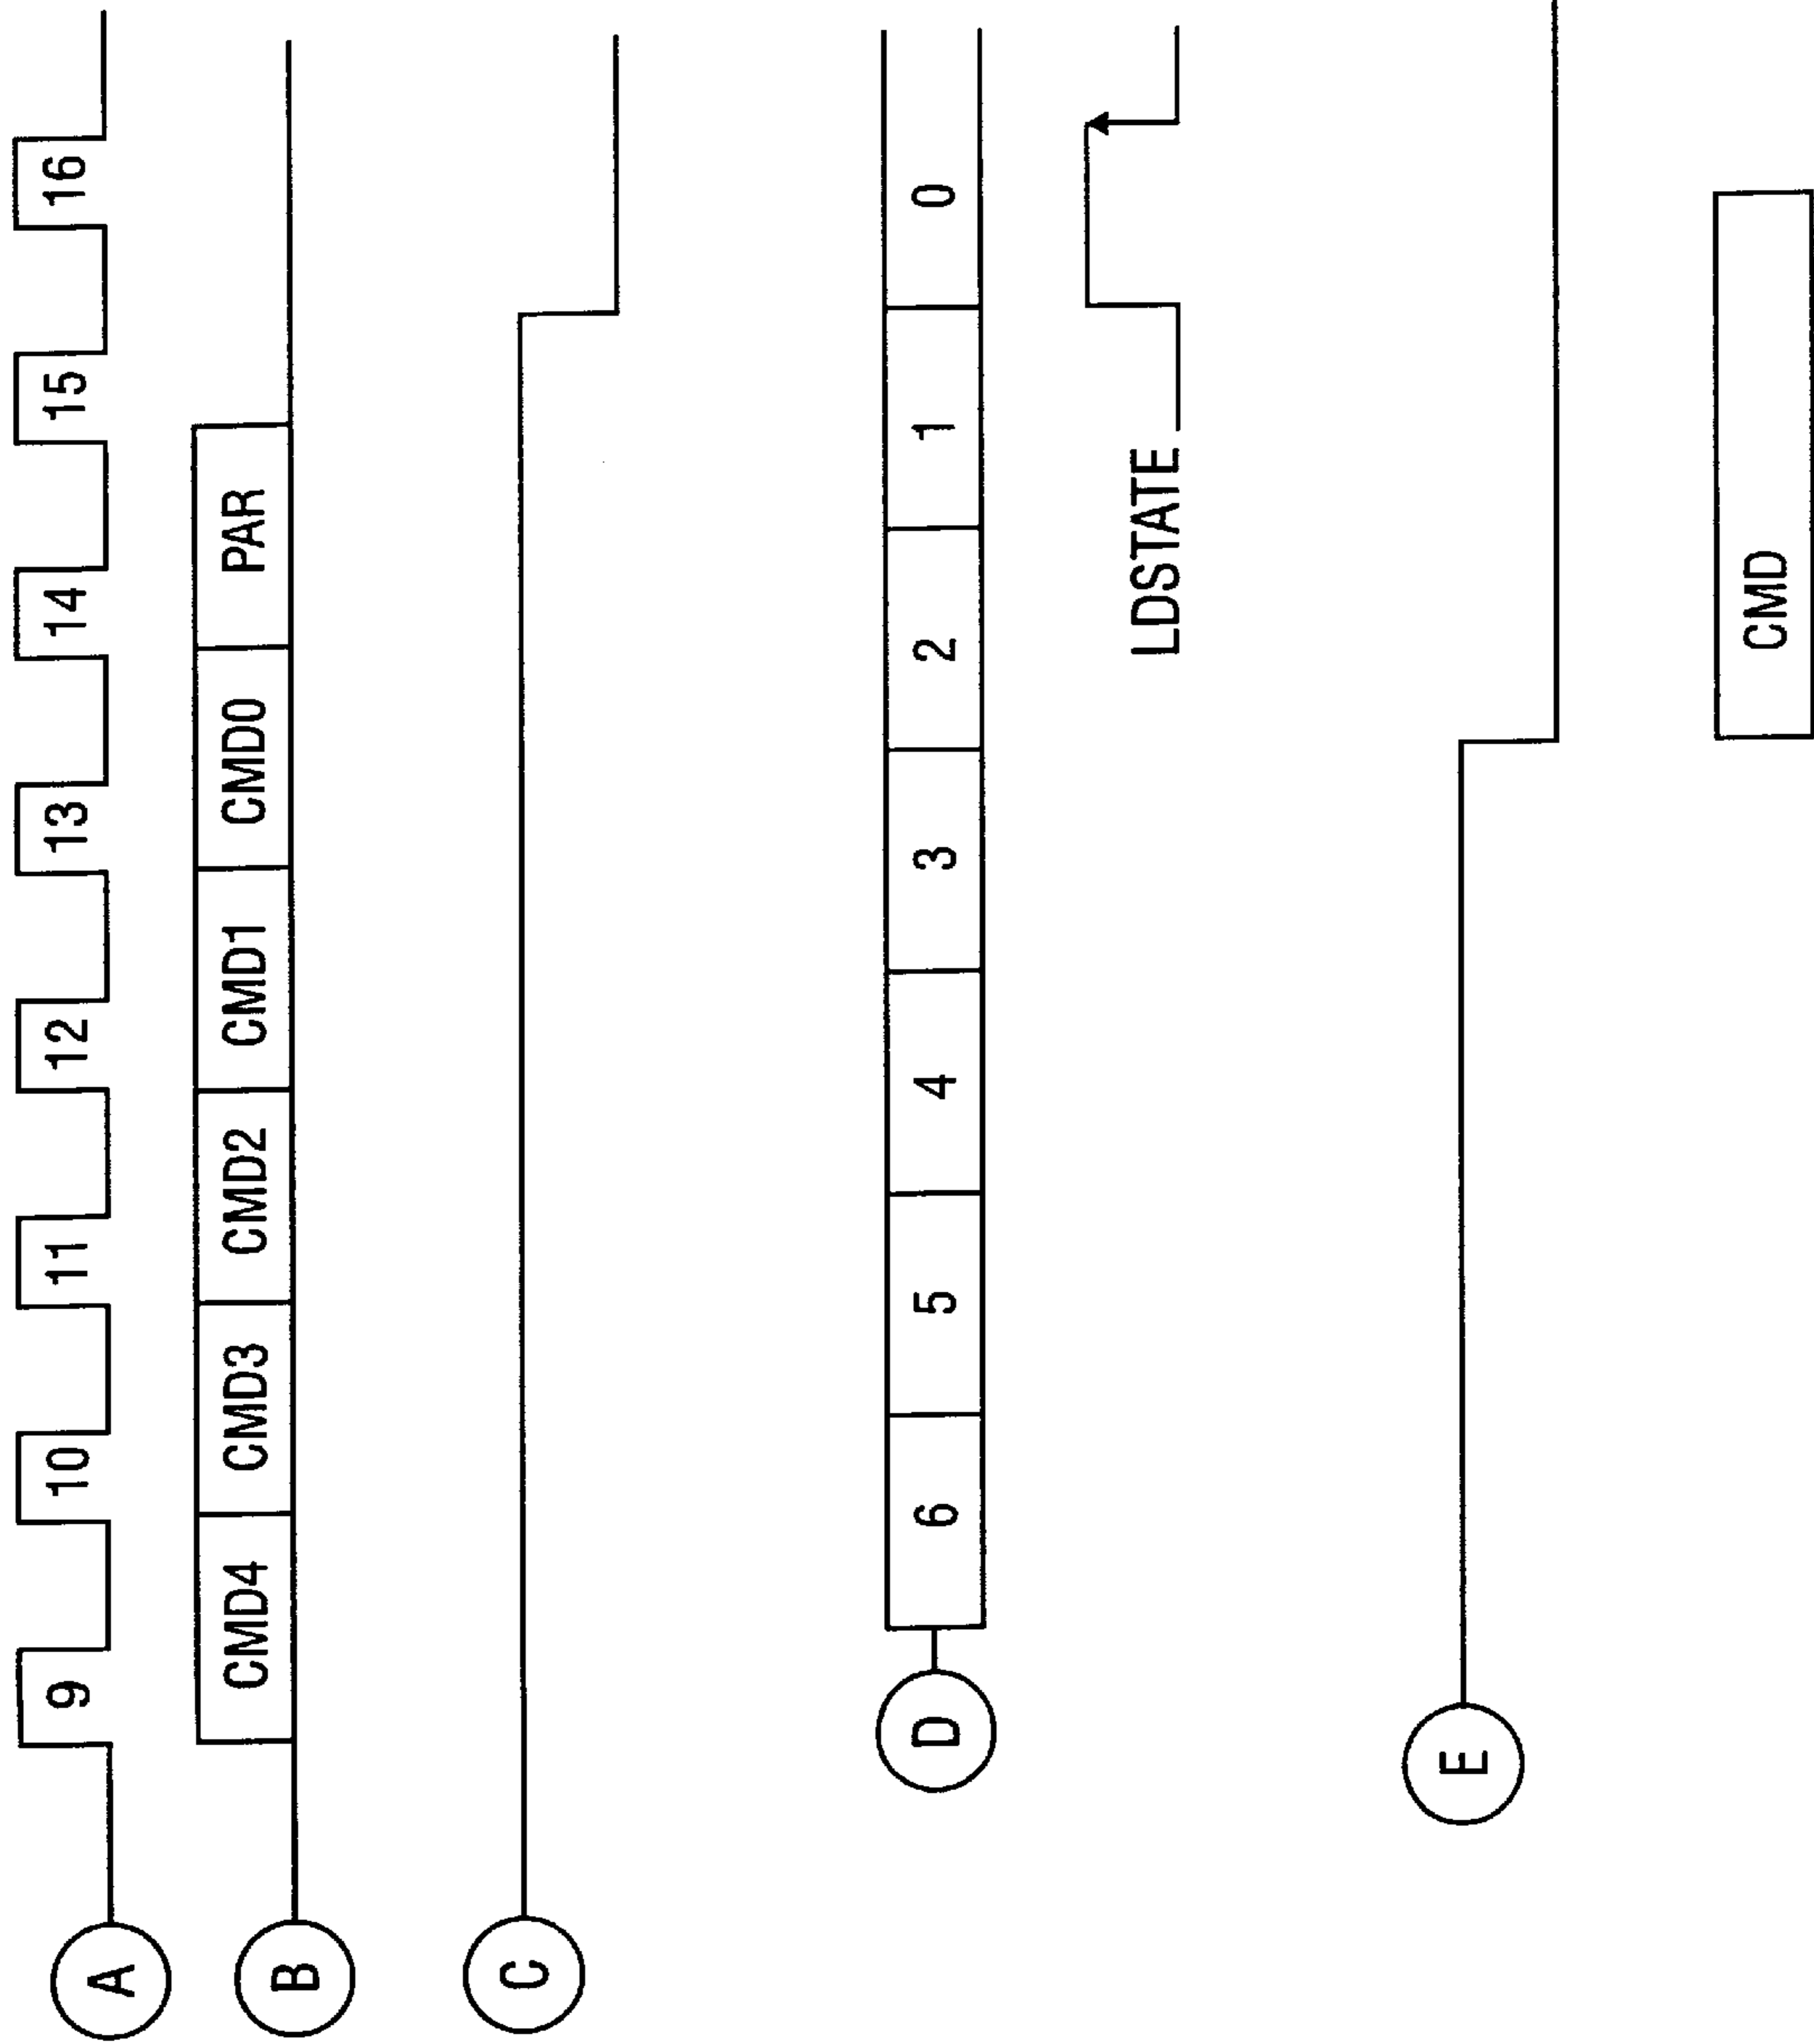 A 9 10 11 12 13 14 15 16
B CMD4 CMD3 CMD2 CMD1 CMD0 PAR
C
D 6 5 4 3 2 1 0
LDSTATE
E
CMD